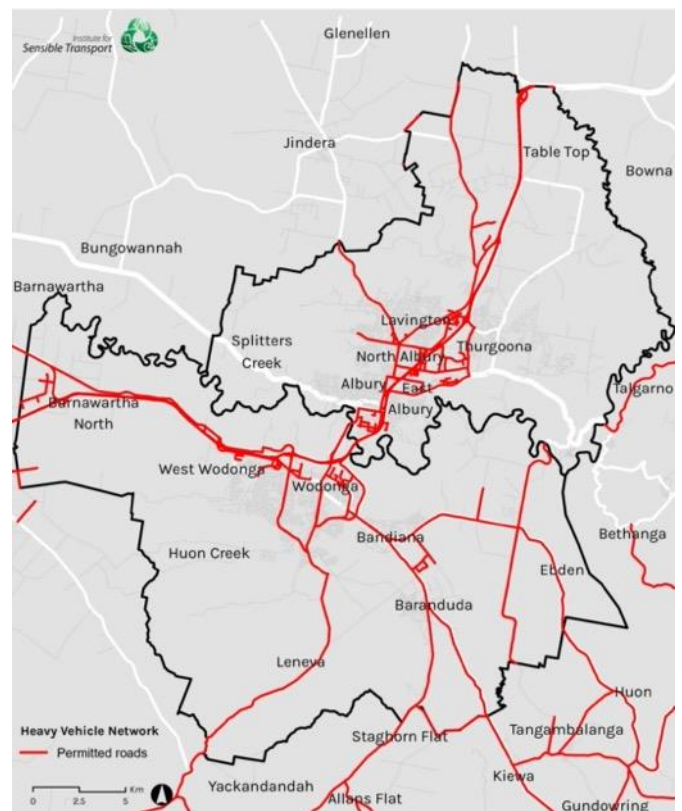 Institute for
Sensible Transport
Glenellen
Jindera
Table Top
Bowna
Bungowannah
Barnawartha
Splitters
Creek
Lavington
North Albury
Thurgoona
Albury
East
Albury
Talgarno
Barnawartha
North
West Wodonga
Wodonga
Bethanga
Bandiana
Huon Creek
Ebden
Baranduda
Leneva
Huon
Heavy Vehicle Network
Permitted roads
Tangambalanga
Staghorn Flat
Kiewa
Yackandandah
Allans Flat
Gundowring
0 2.5 5 Km